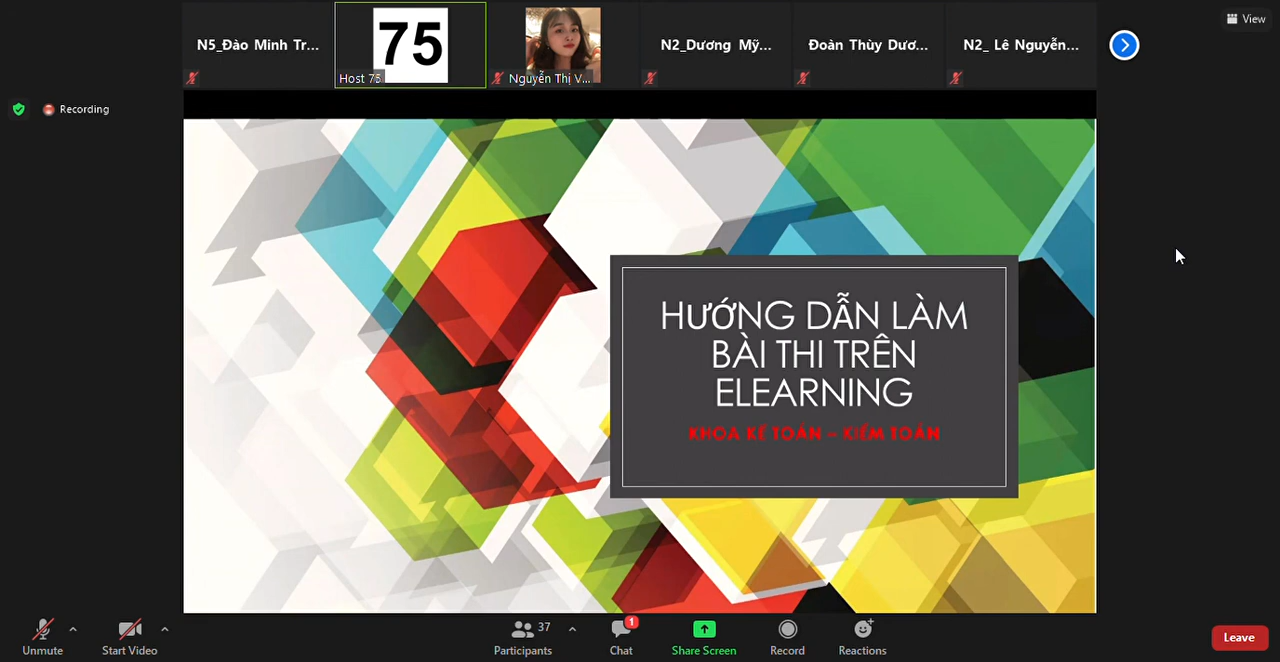 View
N5_Đào Minh Tr...
75
Host 75
Nguyễn Thị V...
N2_Dương Mỹ...
Đoàn Thùy Dươ...
N2_ Lê Nguyễn...
Recording
HƯỚNG DẪN LÀM
BÀI THI TRÊN
ELEARNING
KHOA KẾ TOÁN – KIỂM TOÁN
Unmute
Start Video
Participants
37
Chat
1
Share Screen
Record
Reactions
Leave